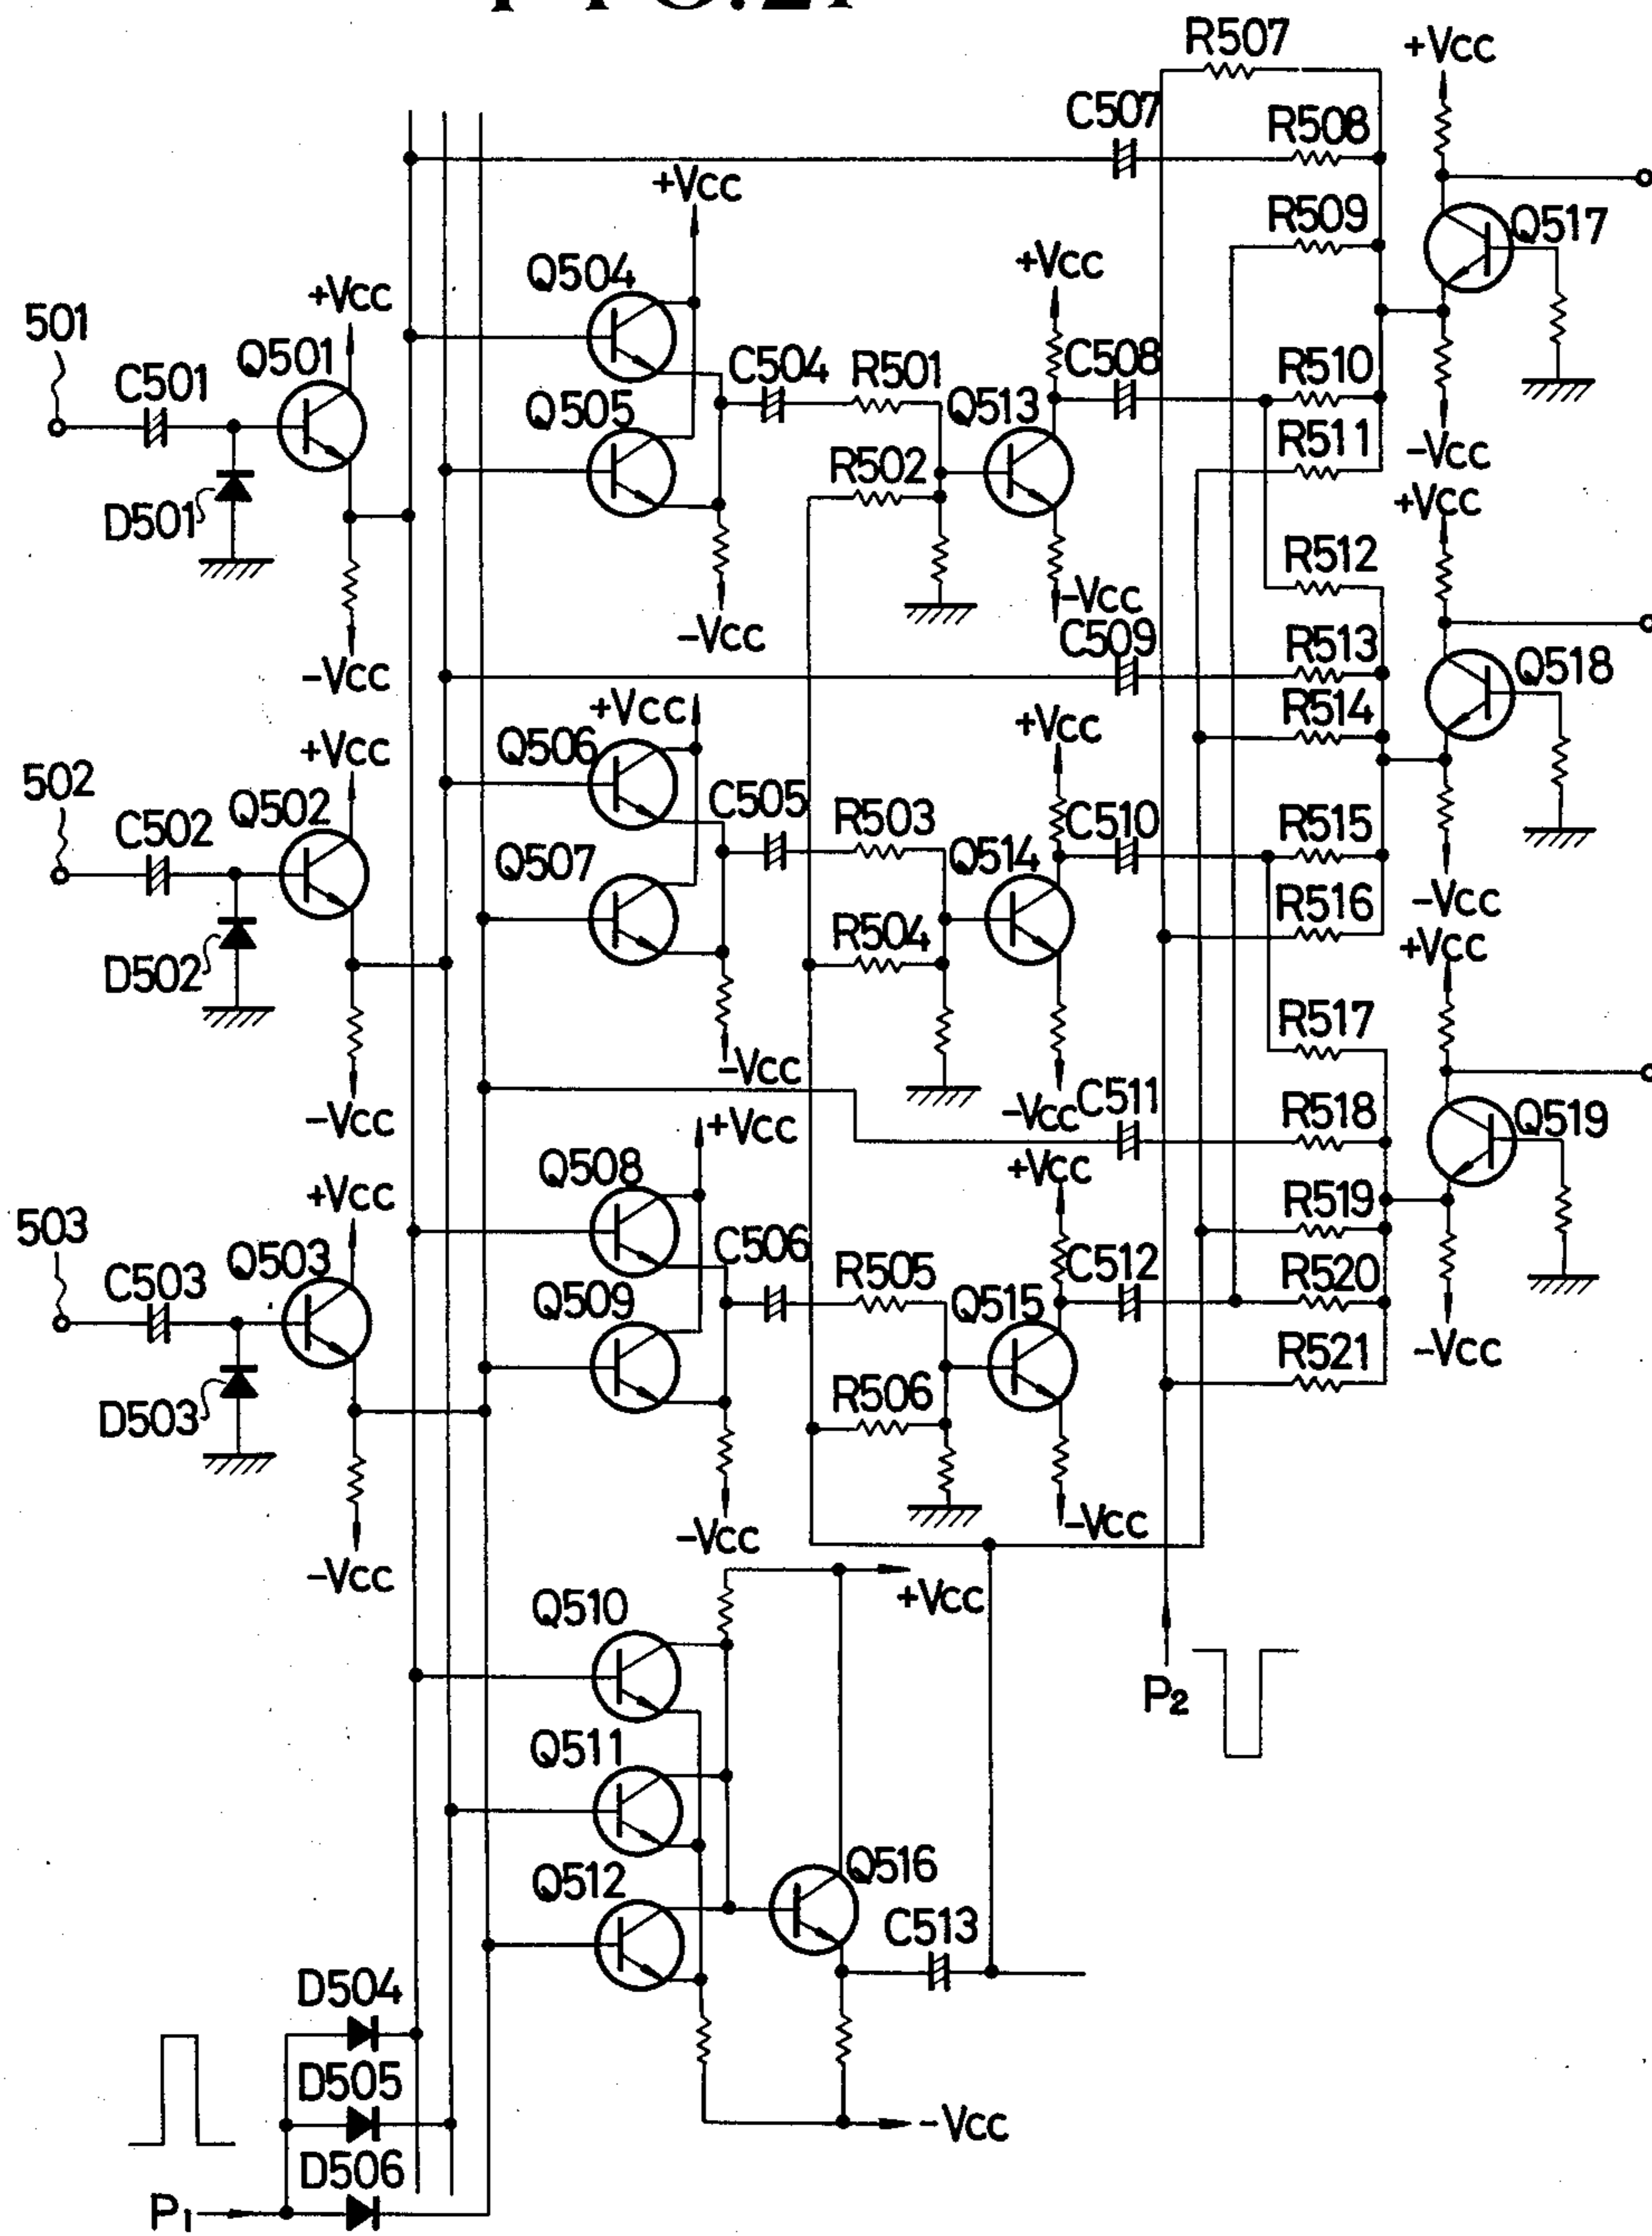 FIG.21
R507
+Vcc
C507
R508
+Vcc
R509
Q517
Q504
+Vcc
501
+Vcc
C501
Q501
C504
R501
C508
R510
Q505
Q513
R511
R502
-Vcc
D501
+Vcc
R512
-Vcc
-Vcc
C509
R513
Q518
-Vcc
+Vcc
R514
Q506
+Vcc
+Vcc
502
C502
Q502
C505
R503
C510
R515
Q507
Q514
-Vcc
R516
R504
+Vcc
D502
R517
-Vcc
C511
-Vcc
R518
Q519
-Vcc
+Vcc
Q508
+Vcc
+Vcc
R519
503
C503
Q503
C506
R505
C512
R520
Q509
Q515
R521
-Vcc
R506
D503
-Vcc
-Vcc
-Vcc
+Vcc
Q510
P2
Q511
Q512
Q516
C513
D504
D505
-Vcc
D506
P1